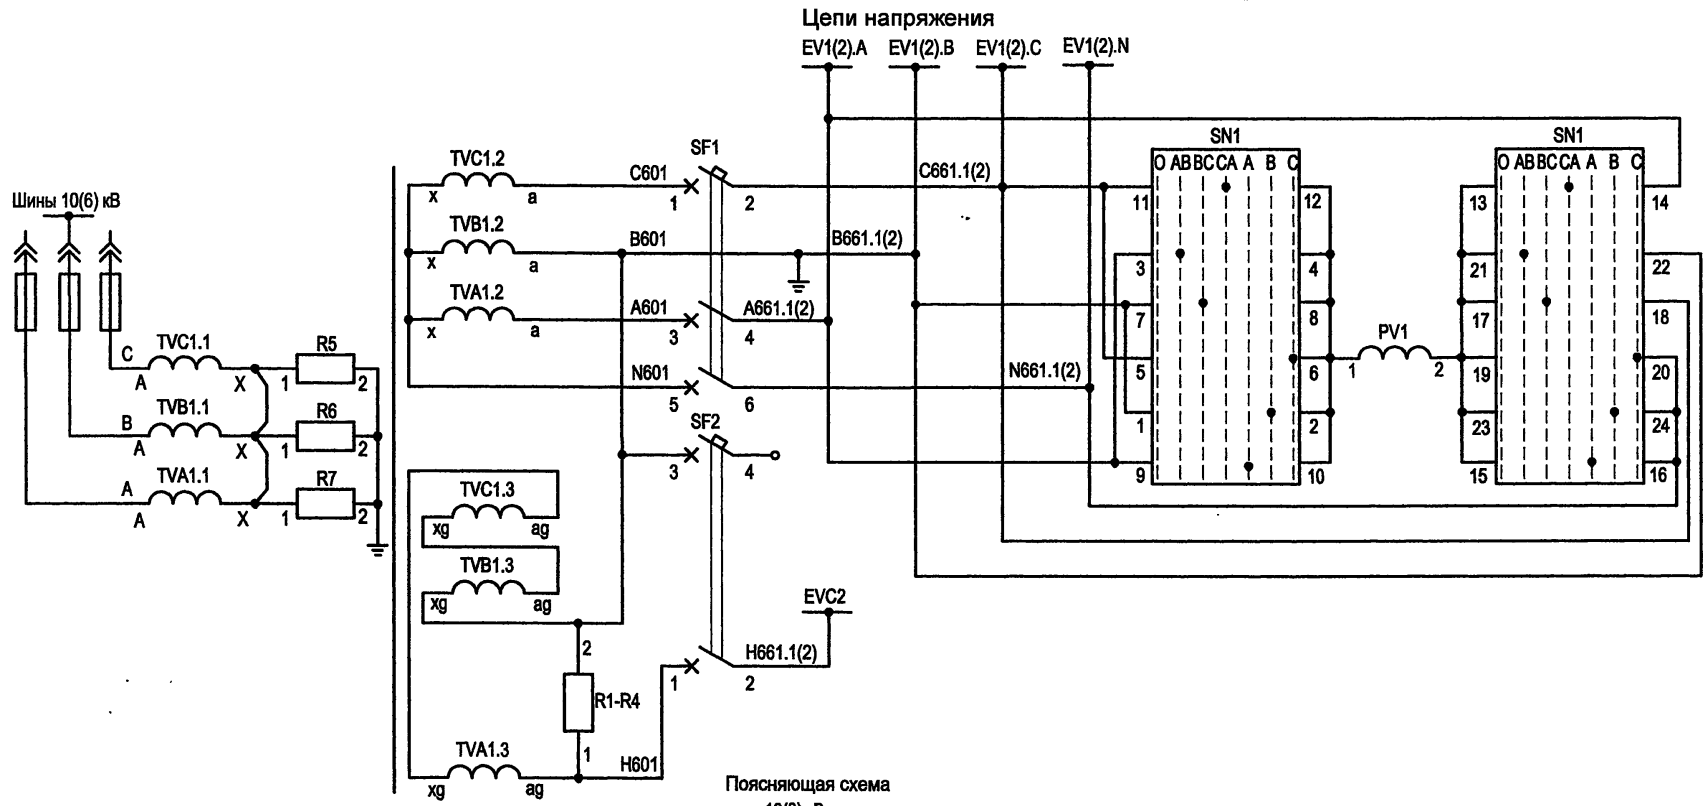 Цепи напряжения
EV1(2).A EV1(2).B EV1(2).C EV1(2).N
SN1 SN1
O AB BC CA A B C
O AB BC CA A B C
SF1
TVC1.2
x a C601 1 2 C661.1(2) 11 12 13 14
Шины 10(6) кВ
TVB1.2
x a B601 B661.1(2) 3 4 21 22
TVA1.2
x a A601 3 4 A661.1(2) 7 8 17 18
TVC1.1 R5
C A X 1 2
N601 5 6 N661.1(2)
PV1
1 2
5 6 19 20
TVB1.1 R6
B A X 1 2
SF2
1 2 23 24
3 4
9 10 15 16
TVA1.1 R7
A A X 1 2
TVC1.3
xg ag
TVB1.3
xg ag
EVC2
2
H661.1(2)
1 2
R1-R4
1
TVA1.3
xg ag H601
Поясняющая схема